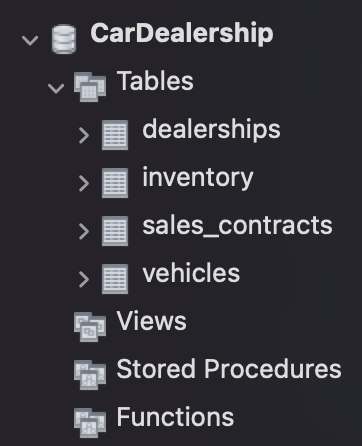 CarDealership
Tables
dealerships
inventory
sales_contracts
vehicles
Views
Stored Procedures
Functions